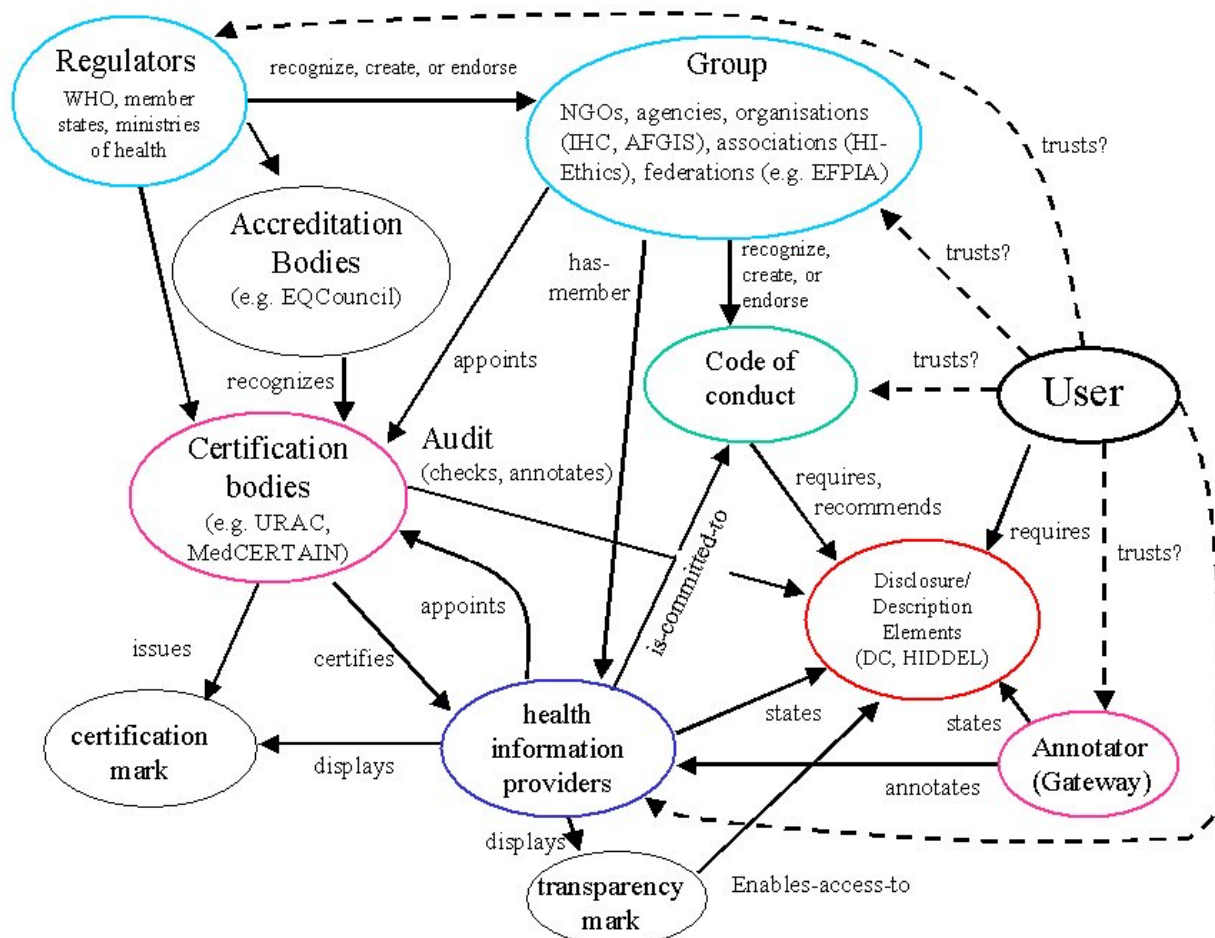 Regulators
WHO, member
states, ministries
of health
recognize, create, or endorse
Group
NGOs, agencies, organisations
(IHC, AFGIS), associations (HI-
Ethics), federations (e.g. EFPIA)
trusts?
Accreditation
Bodies
(e.g. EQCouncil)
has-
member
recognize,
create, or
endorse
trusts?
appoints
recognizes
Code of
conduct
trusts?
User
Certification
bodies
(e.g. URAC,
MedCERTAIN)
Audit
(checks, annotates)
requires,
recommends
requires
trusts?
is-committed-to
Disclosure/
Description
Elements
(DC, HIDDEL)
issues
certifies
appoints
certification
mark
displays
health
information
providers
states
states
Annotator
(Gateway)
annotates
displays
transparency
mark
Enables-access-to